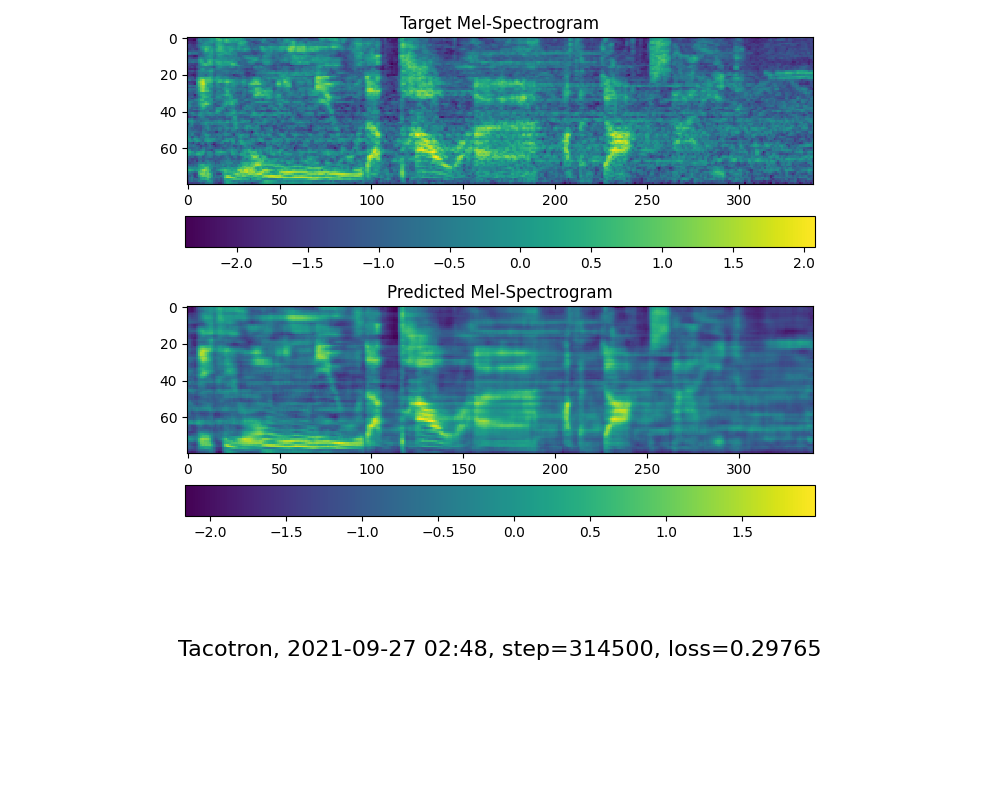 Target Mel-Spectrogram
0
20
40
60
0 50 100 150 200 250 300
−2.0 −1.5 −1.0 −0.5 0.0 0.5 1.0 1.5 2.0
Predicted Mel-Spectrogram
0
20
40
60
0 50 100 150 200 250 300
−2.0 −1.5 −1.0 −0.5 0.0 0.5 1.0 1.5
Tacotron, 2021-09-27 02:48, step=314500, loss=0.29765